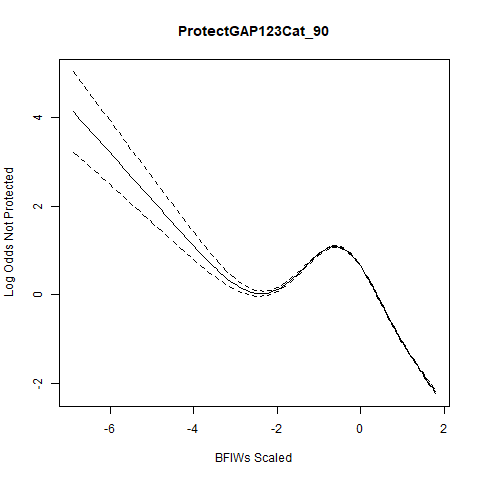 ProtectGAP123Cat_90
Log Odds Not Protected
4
2
0
-2
-6 -4 -2 0 2
BFIWs Scaled